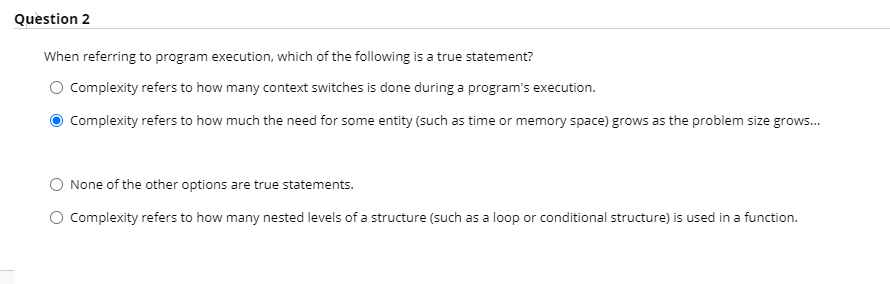 Question 2
When referring to program execution, which of the following is a true statement?
Complexity refers to how many context switches is done during a program's execution.
Complexity refers to how much the need for some entity (such as time or memory space) grows as the problem size grows...
None of the other options are true statements.
Complexity refers to how many nested levels of a structure (such as a loop or conditional structure) is used in a function.